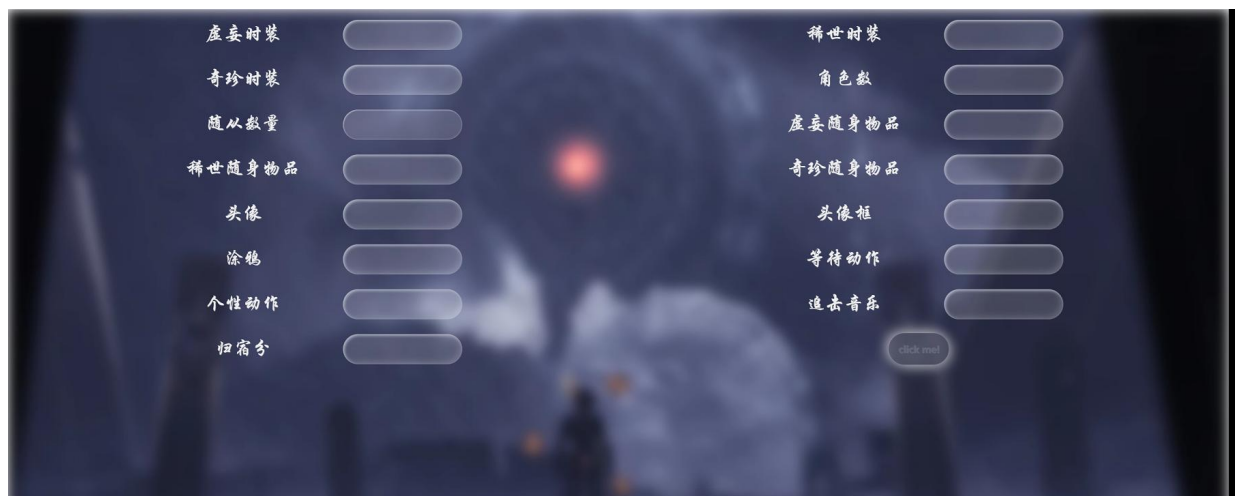 虚妄时装 稀世时装
奇珍时装 角色数
随从数量 虚妄随身物品
稀世随身物品 奇珍随身物品
头像 头像框
涂鸦 等待动作
个性动作 追击音乐
归宿分 click me!